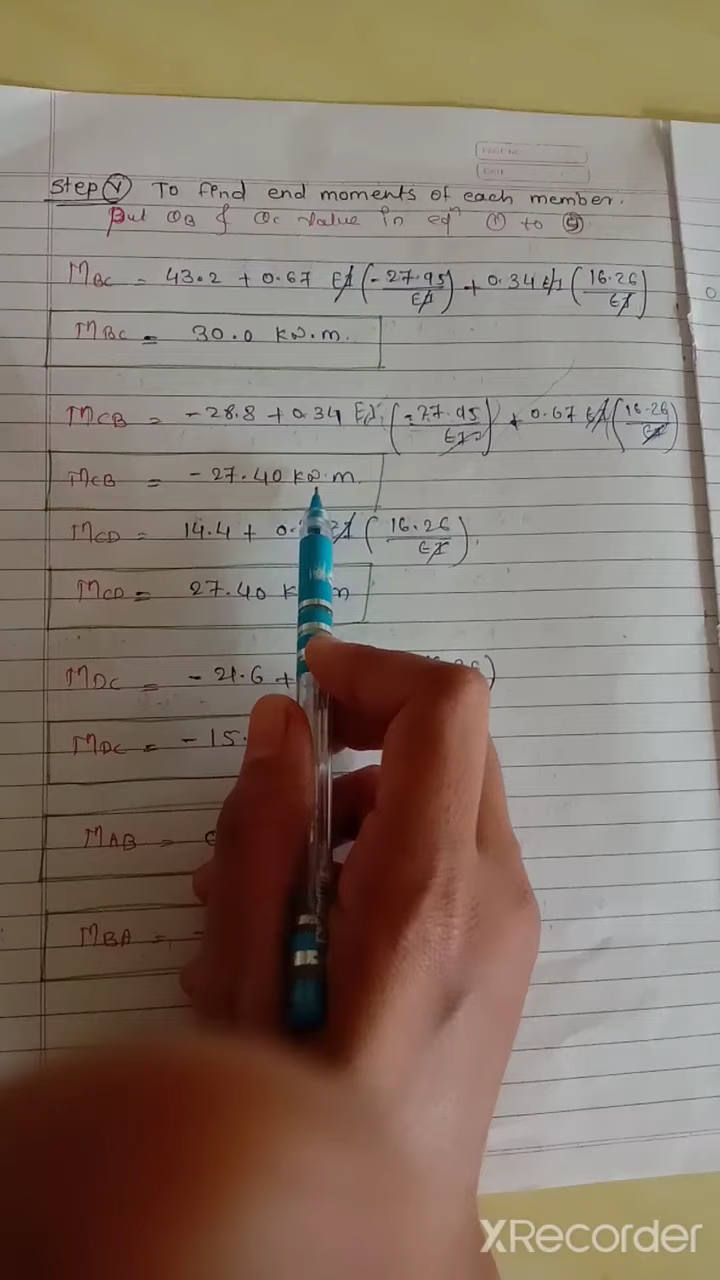 Step (V) To find end moments of each member.
Put θB & θc value in eqⁿ (1) to (5)
MBC = 43.2 + 0.67 EI (-27.95/EI) + 0.34 EI (16.26/EI)
MBC = 30.0 KN.m.
MCB = -28.8 + 0.34 EI (-27.95/EI) + 0.67 EI (16.26/EI)
MCB = -27.40 KN.m.
MCD = 14.4 + (16.26/EI)
MCD = 27.40
MDC = -21.6 +
MDC = -15.
MAB =
MBA =
XRecorder